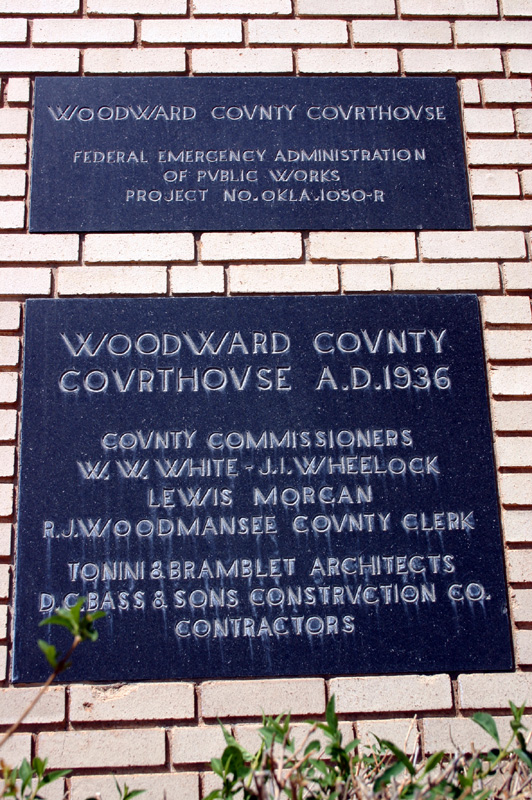 WOODWARD COVNTY COVRTHOVSE
FEDERAL EMERGENCY ADMINISTRATION
OF PVBLIC WORKS
PROJECT NO. OKLA. 1050-R
WOODWARD COVNTY
COVRTHOVSE A.D. 1936
COVNTY COMMISSIONERS
W. W. WHITE - J. I. WHEELOCK
LEWIS MORGAN
R. J. WOODMANSEE COVNTY CLERK
TONINI & BRAMBLET ARCHITECTS
D. C. BASS & SONS CONSTRVCTION CO.
CONTRACTORS